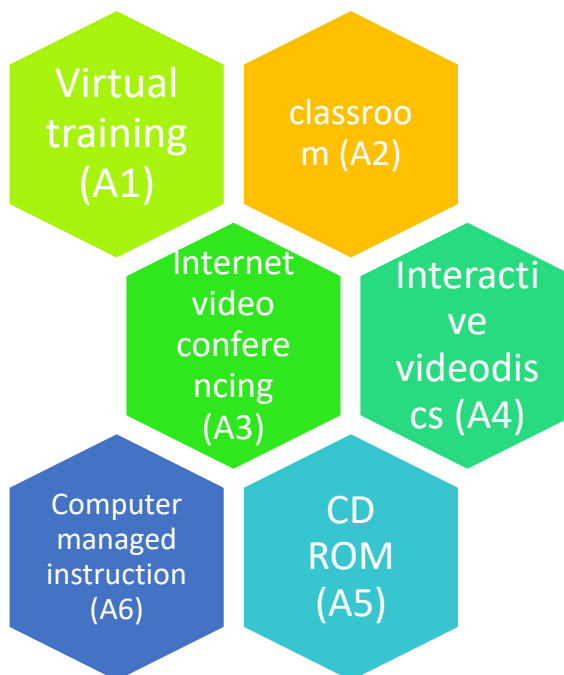 Virtual
training
(A1)
classroo
m (A2)
Internet
video
confere
ncing
(A3)
Interacti
ve
videodis
cs (A4)
Computer
managed
instruction
(A6)
CD
ROM
(A5)